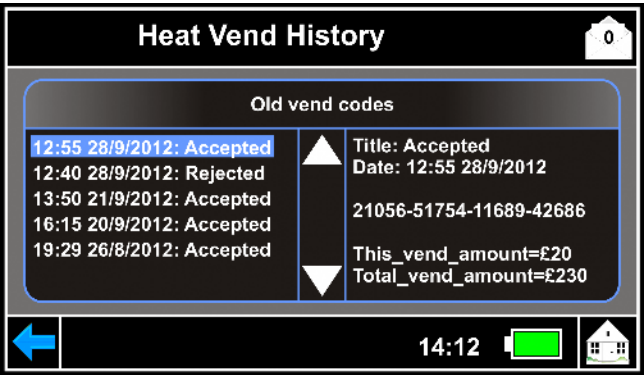 Heat Vend History
0
Old vend codes
12:55 28/9/2012: Accepted
12:40 28/9/2012: Rejected
13:50 21/9/2012: Accepted
16:15 20/9/2012: Accepted
19:29 26/8/2012: Accepted
Title: Accepted
Date: 12:55 28/9/2012
21056-51754-11689-42686
This_vend_amount=£20
Total_vend_amount=£230
14:12